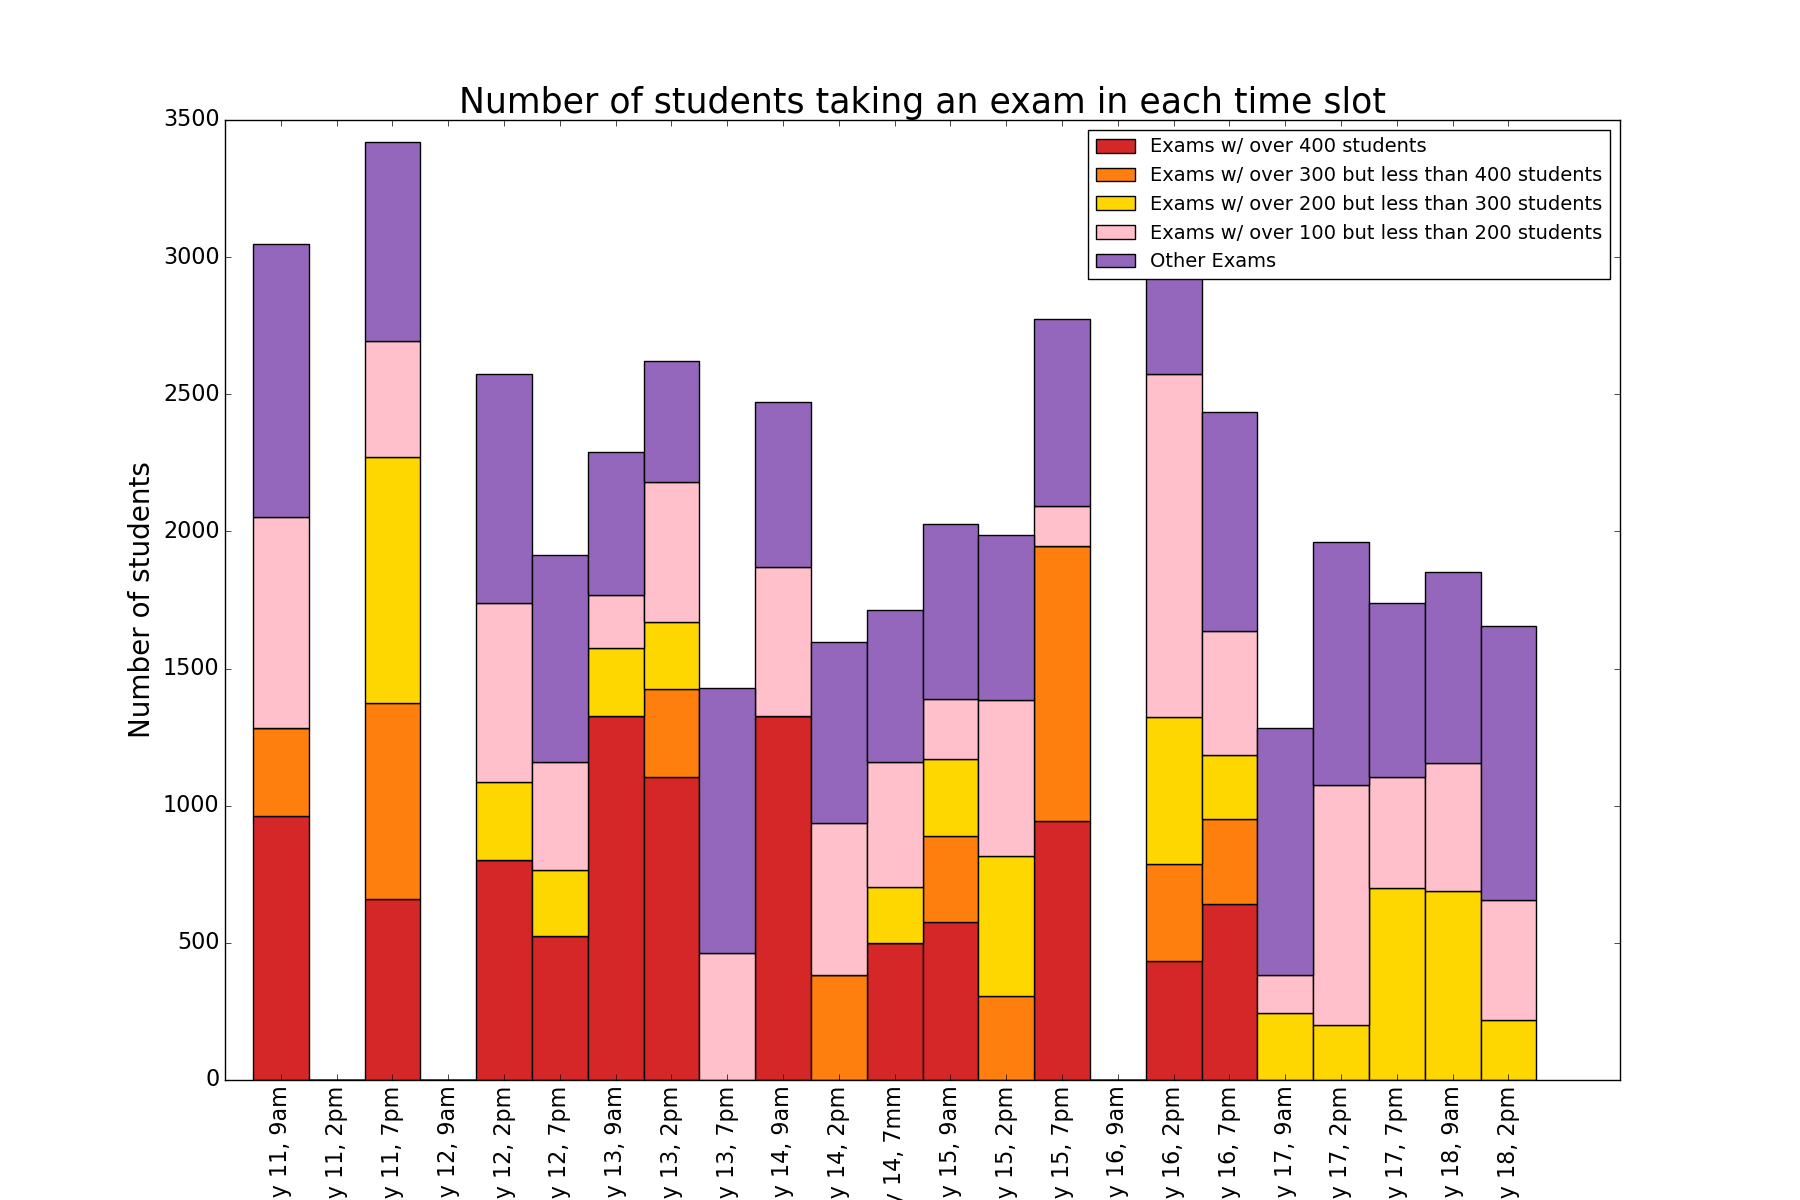 Number of students taking an exam in each time slot
3500
3000
2500
2000
1500
1000
500
0
Number of students
Exams w/ over 400 students
Exams w/ over 300 but less than 400 students
Exams w/ over 200 but less than 300 students
Exams w/ over 100 but less than 200 students
Other Exams
y 11, 9am
y 11, 2pm
y 11, 7pm
y 12, 9am
y 12, 2pm
y 12, 7pm
y 13, 9am
y 13, 2pm
y 13, 7pm
y 14, 9am
y 14, 2pm
y 14, 7mm
y 15, 9am
y 15, 2pm
y 15, 7pm
y 16, 9am
y 16, 2pm
y 16, 7pm
y 17, 9am
y 17, 2pm
y 17, 7pm
y 18, 9am
y 18, 2pm